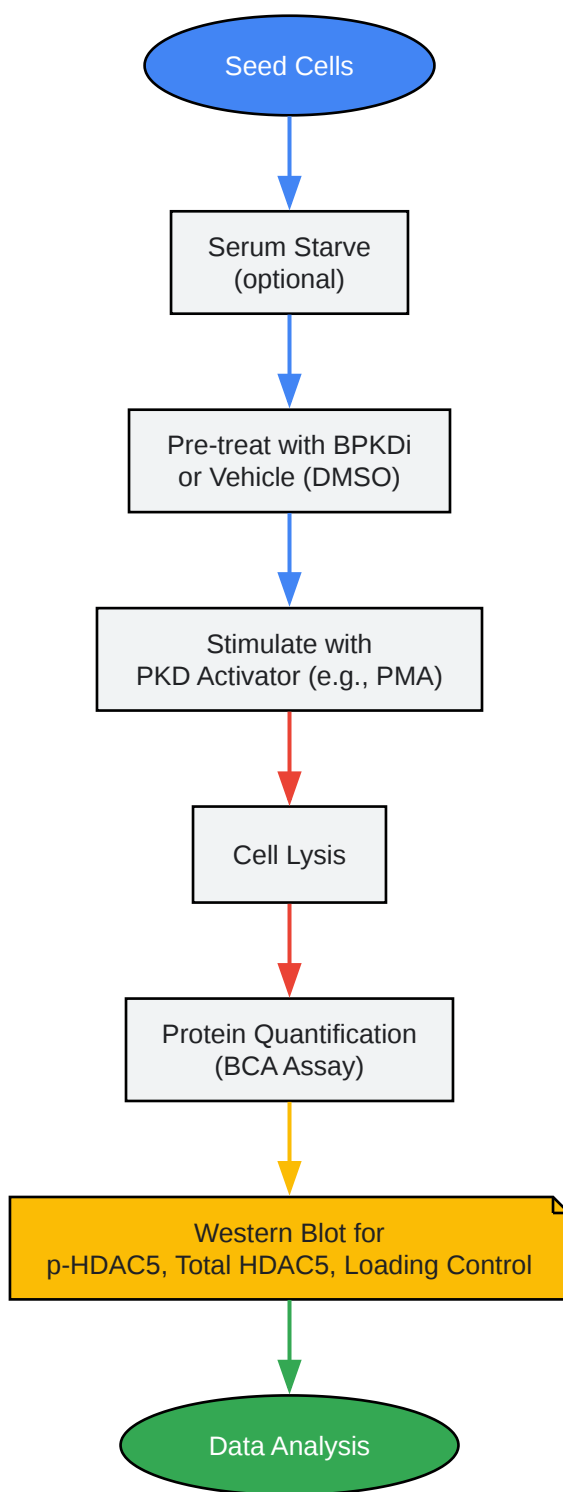 Seed Cells
Serum Starve
(optional)
Pre-treat with BPKDi
or Vehicle (DMSO)
Stimulate with
PKD Activator (e.g., PMA)
Cell Lysis
Protein Quantification
(BCA Assay)
Western Blot for
p-HDAC5, Total HDAC5, Loading Control
Data Analysis